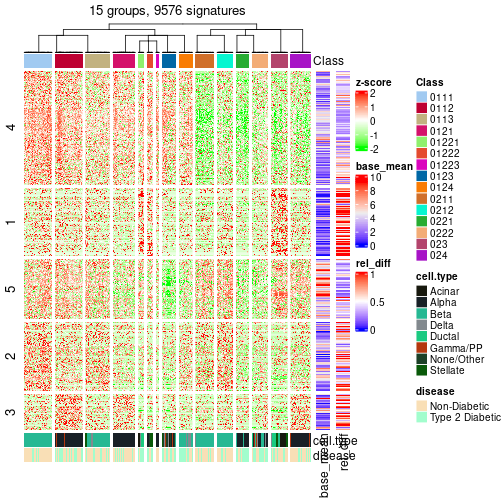 15 groups, 9576 signatures
Class
4
1
5
2
3
cell.type
disease
base_mean
rel_diff
z-score
2
1
0
-1
-2
base_mean
10
8
6
4
2
0
rel_diff
1
0.5
0
Class
0111
0112
0113
0121
01221
01222
01223
0123
0124
0211
0212
0221
0222
023
024
cell.type
Acinar
Alpha
Beta
Delta
Ductal
Gamma/PP
None/Other
Stellate
disease
Non-Diabetic
Type 2 Diabetic